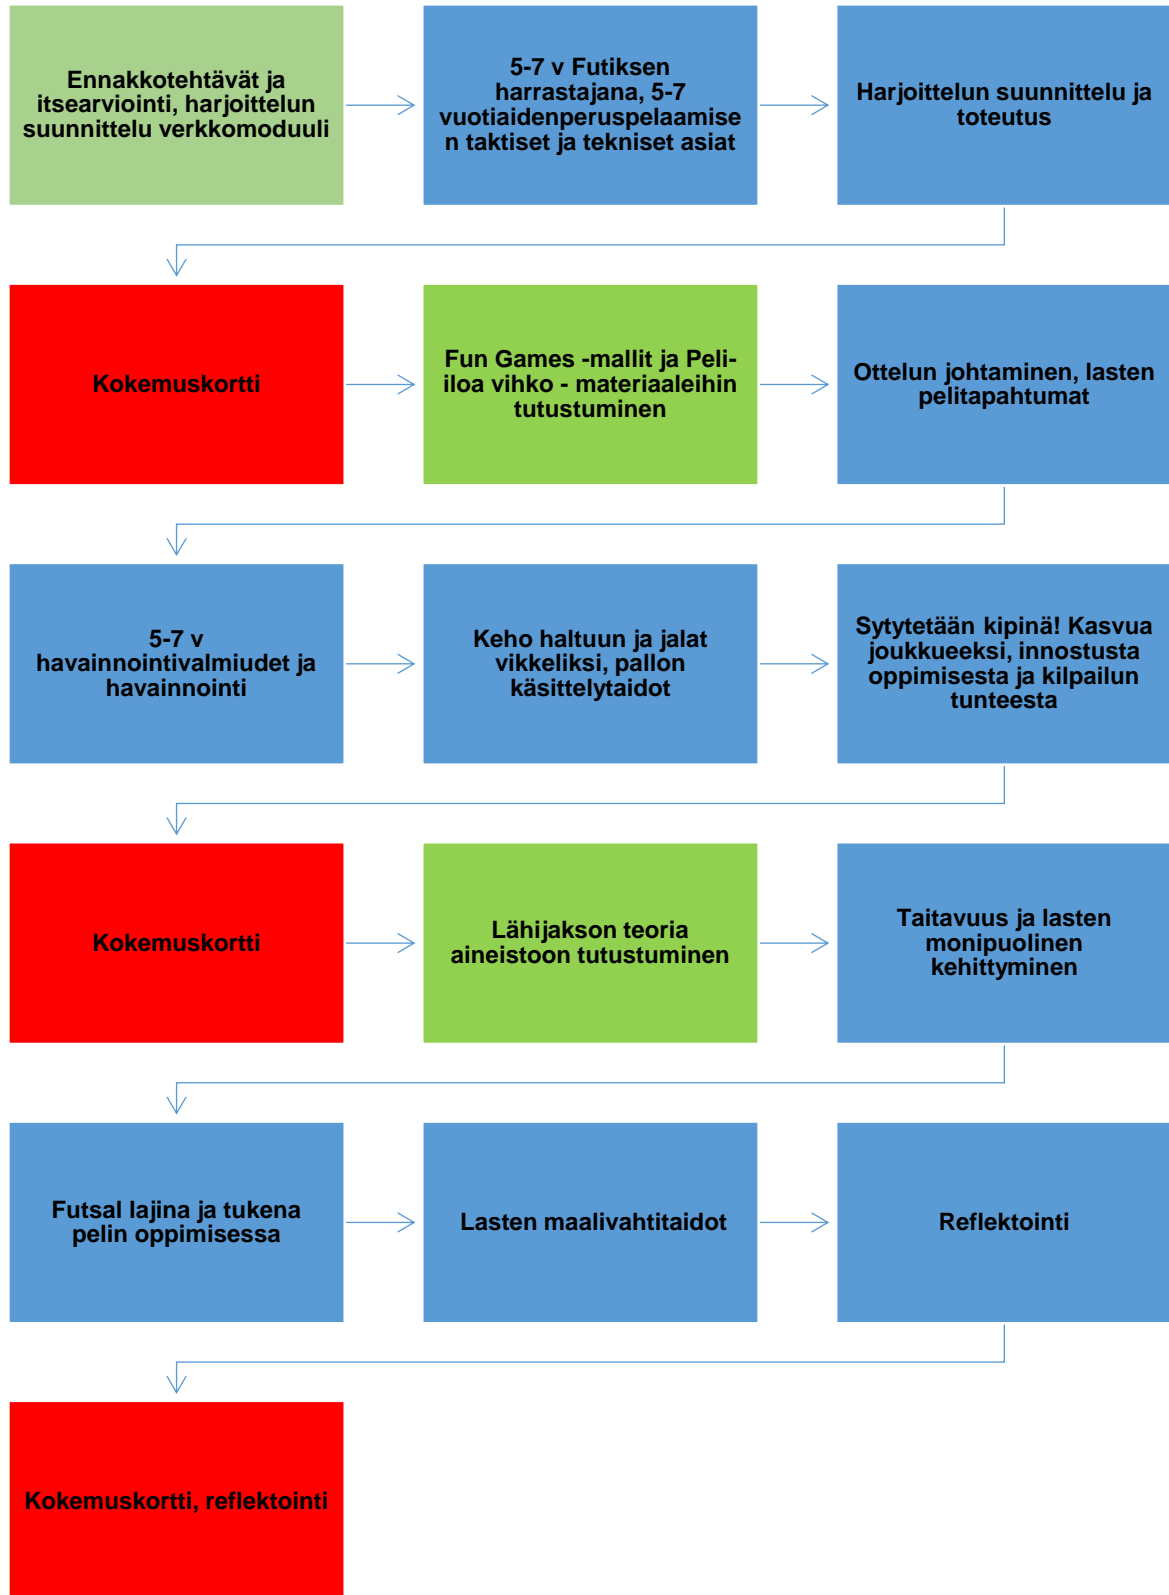 Ennakkotehtävät ja
itsearviointi, harjoittelun
suunnittelu verkkomoduuli
5-7 v Futiksen
harrastajana, 5-7
vuotiaidenperuspelaamise
n taktiset ja tekniset asiat
Harjoittelun suunnittelu ja
toteutus
Kokemuskortti
Fun Games -mallit ja Peli-
iloa vihko - materiaaleihin
tutustuminen
Ottelun johtaminen, lasten
pelitapahtumat
5-7 v
havainnointivalmiudet ja
havainnointi
Keho haltuun ja jalat
vikkeliksi, pallon
käsittelytaidot
Sytytetään kipinä! Kasvua
joukkueeksi, innostusta
oppimisesta ja kilpailun
tunteesta
Kokemuskortti
Lähijakson teoria
aineistoon tutustuminen
Taitavuus ja lasten
monipuolinen
kehittyminen
Futsal lajina ja tukena
pelin oppimisessa
Lasten maalivahtitaidot
Reflektointi
Kokemuskortti, reflektointi